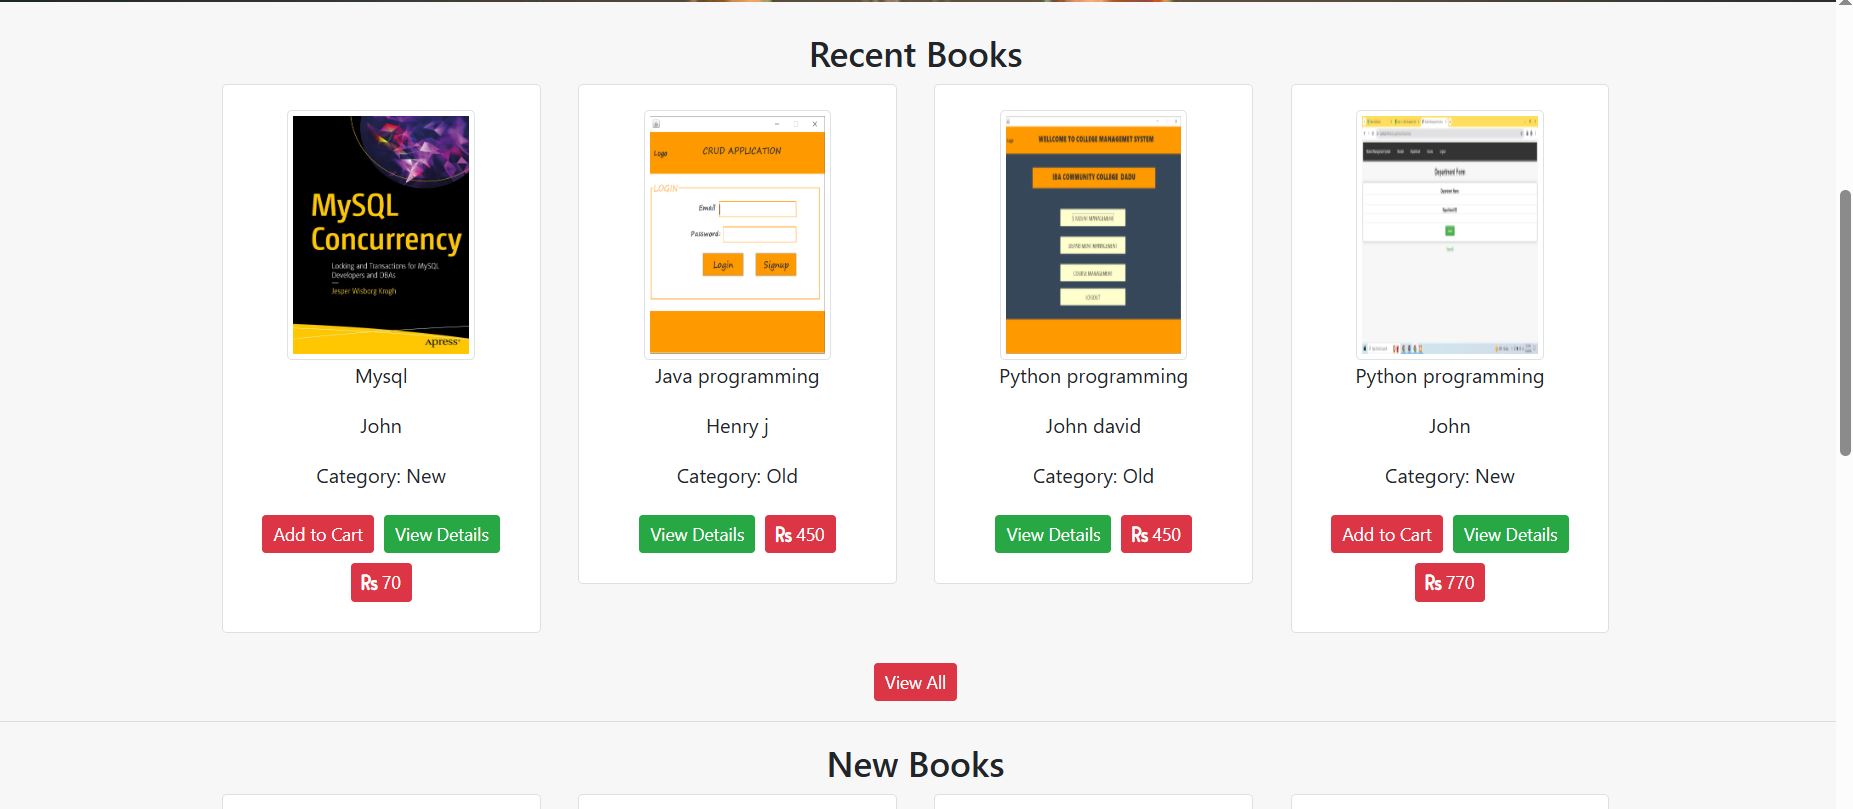 Recent Books
MySQL
Concurrency
Locking and Transactions for MySQL
Developers and DBAs
Jesper Wisborg Krogh
Apress®
Mysql
John
Category: New
Add to Cart
View Details
₨ 70
Logo
CRUD APPLICATION
LOGIN
Email
Password:
Login
Signup
Java programming
Henry j
Category: Old
View Details
₨ 450
WELLCOME TO COLLEGE MANAGEMET SYSTEM
IBA COMMUNITY COLLEGE DADU
STUDENT MANAGEMENT
DEPARTMENT MANAGEMENT
COURSE MANAGEMENT
LOGOUT
Python programming
John david
Category: Old
View Details
₨ 450
Department Form
Department Name
Python programming
John
Category: New
Add to Cart
View Details
₨ 770
View All
New Books